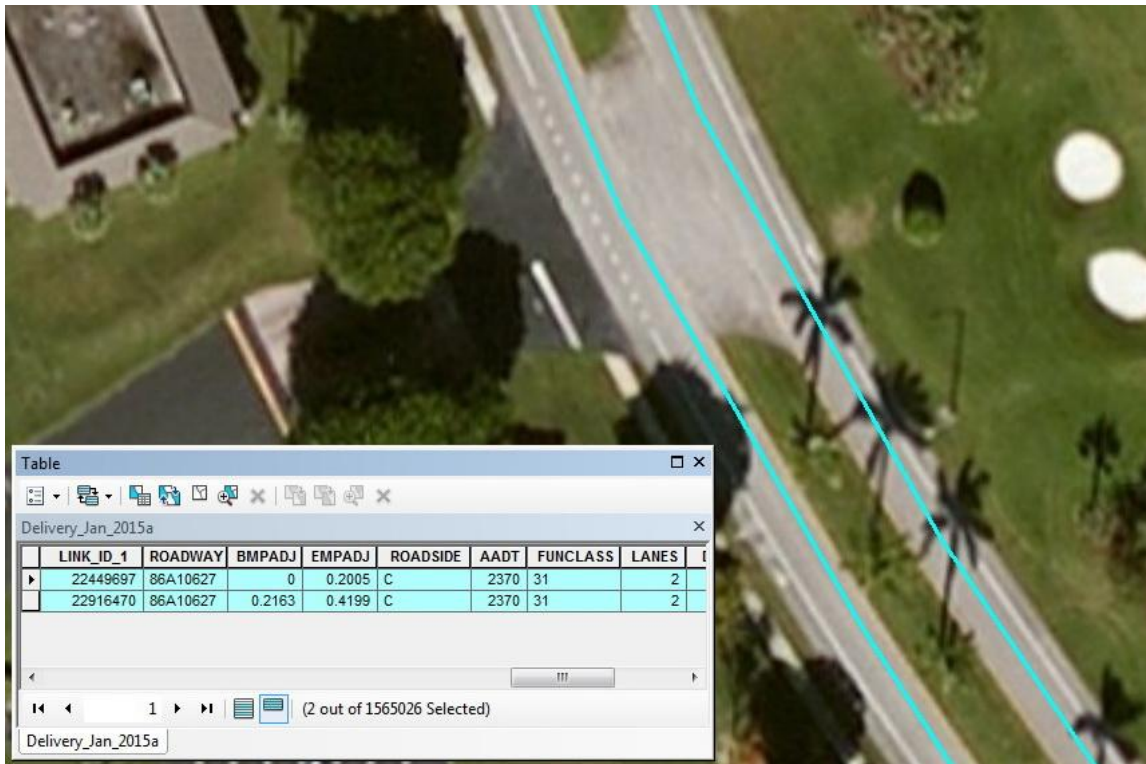 Table
Delivery_Jan_2015a
LINK_ID_1 ROADWAY BMPADJ EMPADJ ROADSIDE AADT FUNCLASS LANES D
22449697 86A10627 0 0.2005 C 2370 31 2
22916470 86A10627 0.2163 0.4199 C 2370 31 2
1 (2 out of 1565026 Selected)
Delivery_Jan_2015a